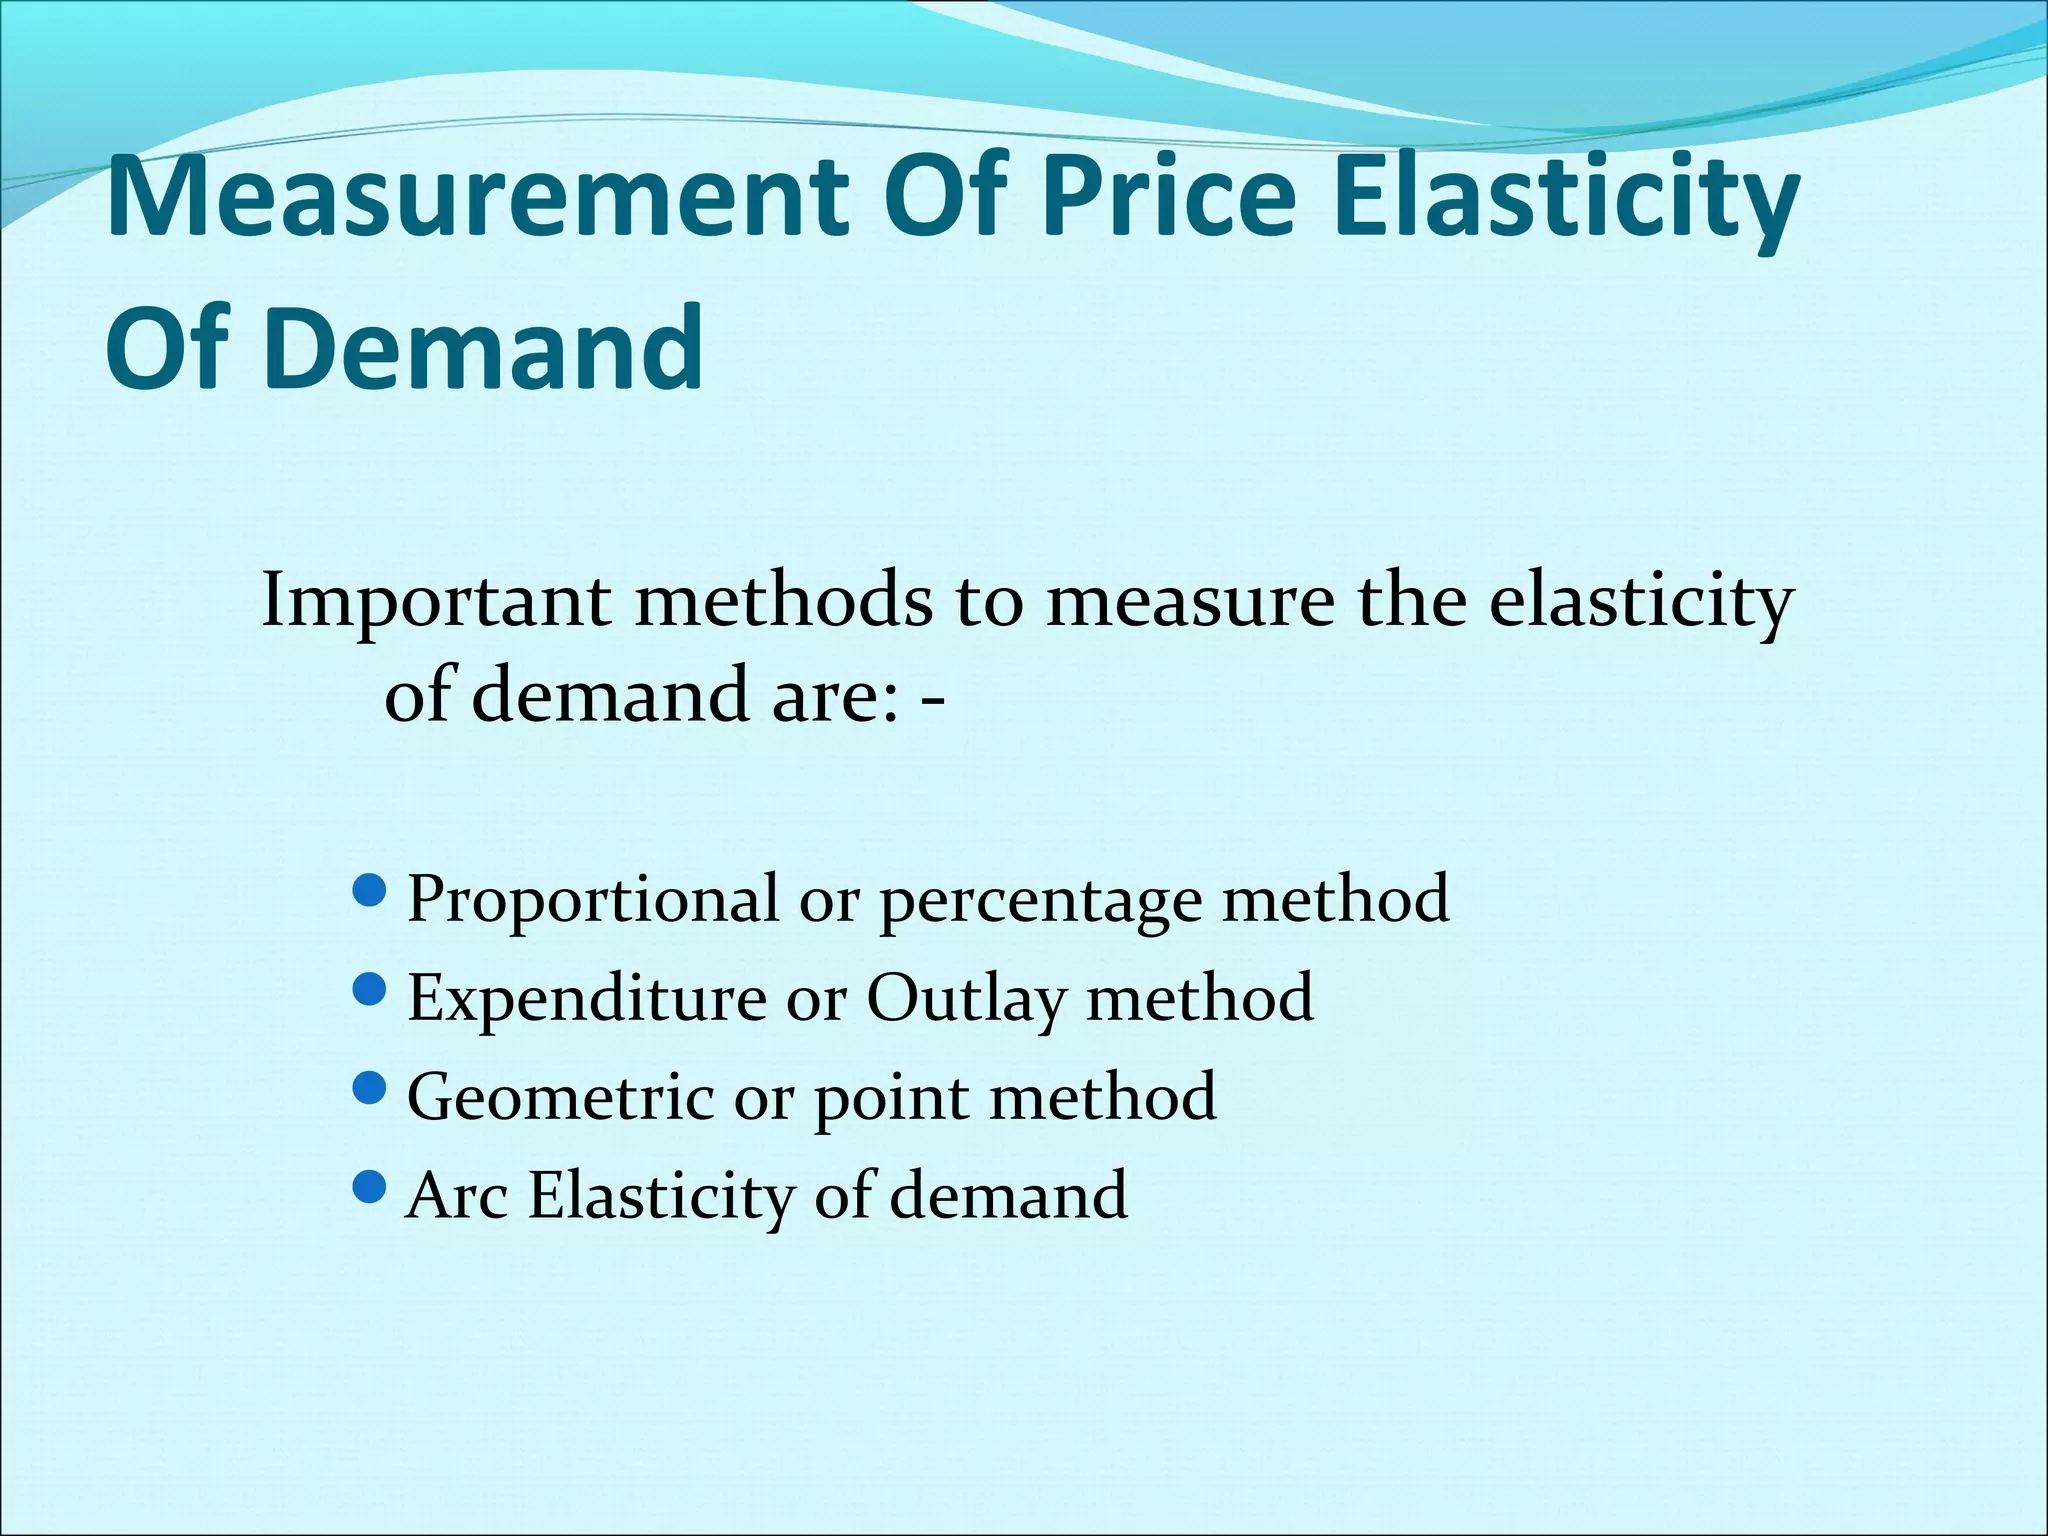 Measurement Of Price Elasticity
Of Demand
Important methods to measure the elasticity
of demand are: -
Proportional or percentage method
Expenditure or Outlay method
Geometric or point method
Arc Elasticity of demand